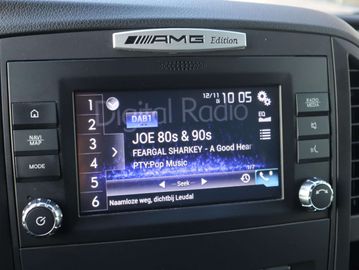 AMG Edition
12/11
Di
10 05
1
2
3
4
5
6
Digital Radio
DAB1
JOE 80s & 90s
FEARGAL SHARKEY - A Good Hear
PTY:Pop Music
Seek
Naamloze weg, dichtbij Leudal
NAVI
MAP
MODE
RADIO
MEDIA